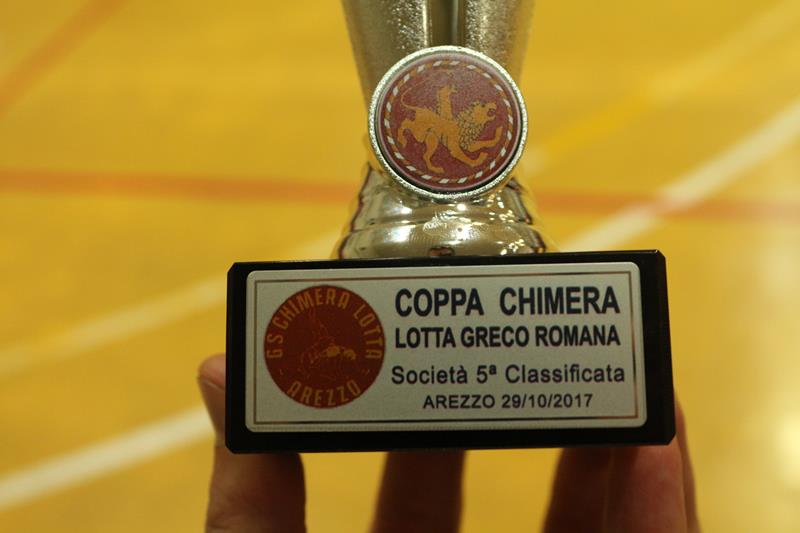 GS CHIMERA LOTTA
AREZZO
COPPA CHIMERA
LOTTA GRECO ROMANA
Società 5ª Classificata
AREZZO 29/10/2017